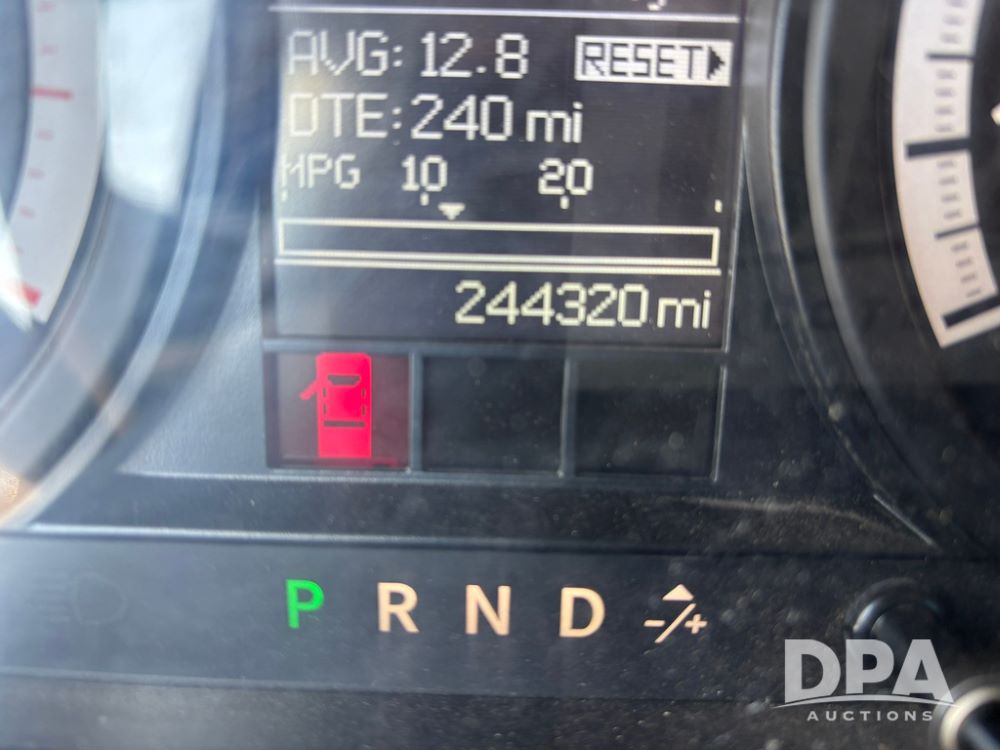 AVG: 12.8 RESET
DTE: 240 mi
MPG 10 20
244320 mi
P R N D -/+
DPA
AUCTIONS